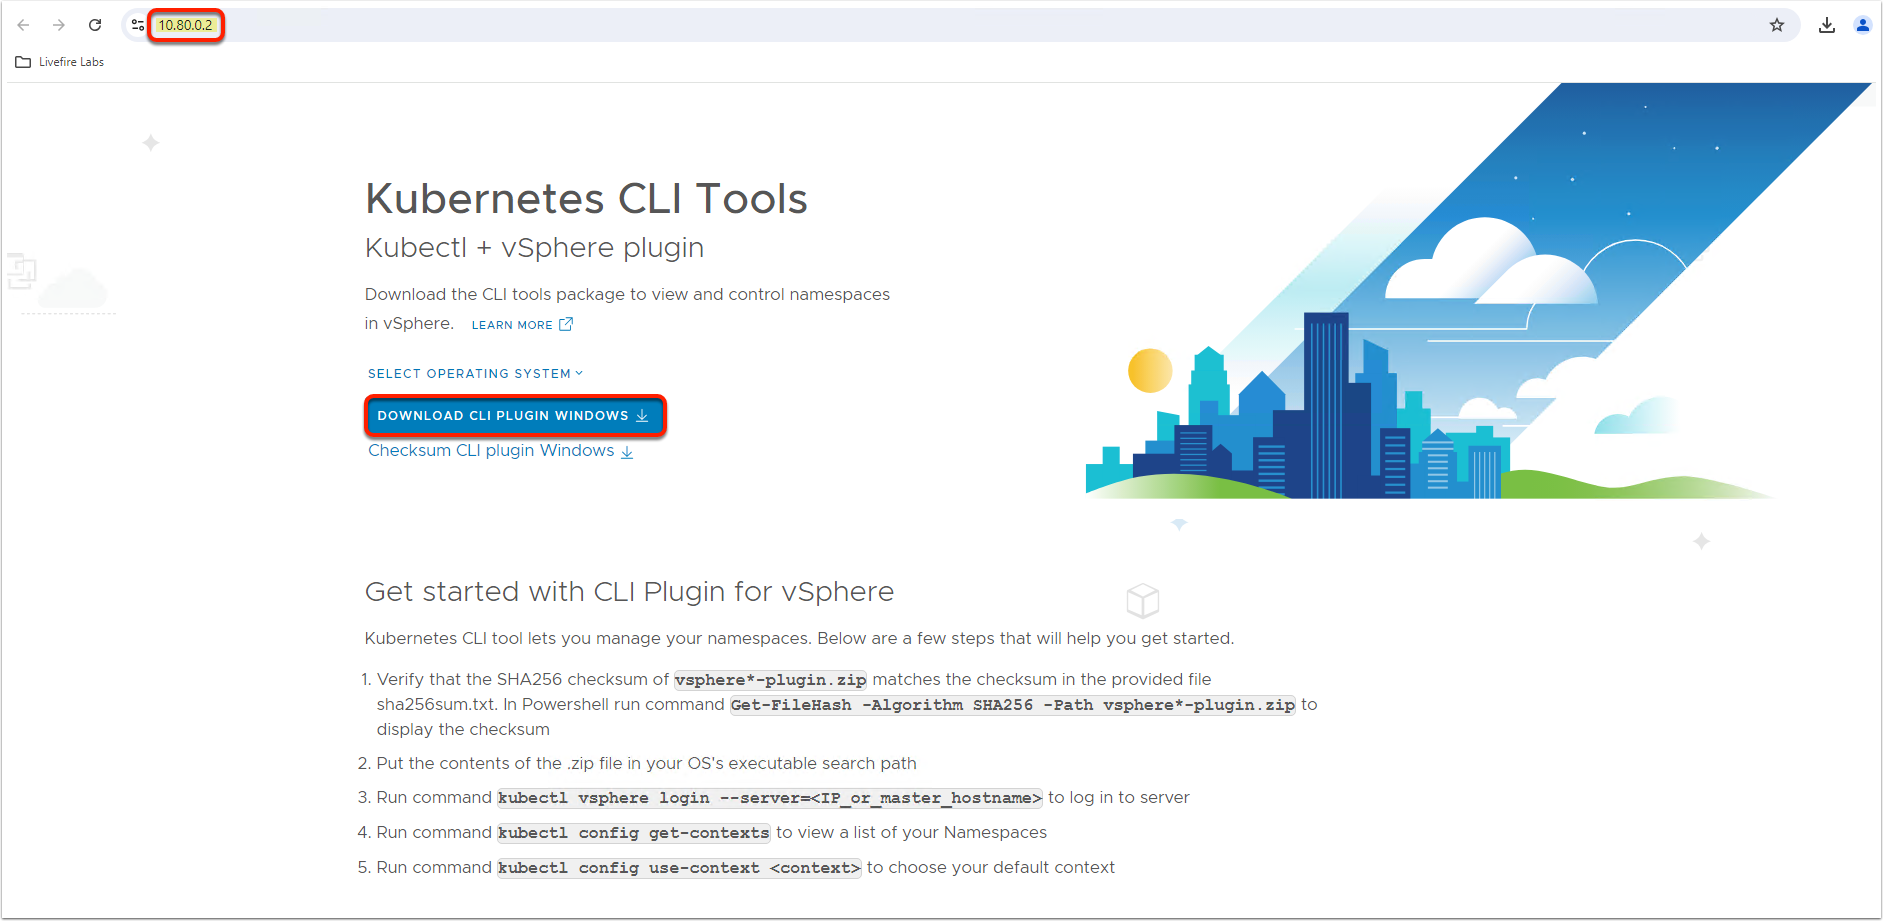 10.80.0.2
Livefire Labs
Kubernetes CLI Tools
Kubectl + vSphere plugin
Download the CLI tools package to view and control namespaces
in vSphere. LEARN MORE
SELECT OPERATING SYSTEM
DOWNLOAD CLI PLUGIN WINDOWS
Checksum CLI plugin Windows
Get started with CLI Plugin for vSphere
Kubernetes CLI tool lets you manage your namespaces. Below are a few steps that will help you get started.
1. Verify that the SHA256 checksum of vsphere*-plugin.zip matches the checksum in the provided file
sha256sum.txt. In Powershell run command Get-FileHash -Algorithm SHA256 -Path vsphere*-plugin.zip to
display the checksum
2. Put the contents of the .zip file in your OS's executable search path
3. Run command kubectl vsphere login --server=<IP_or_master_hostname> to log in to server
4. Run command kubectl config get-contexts to view a list of your Namespaces
5. Run command kubectl config use-context <context> to choose your default context